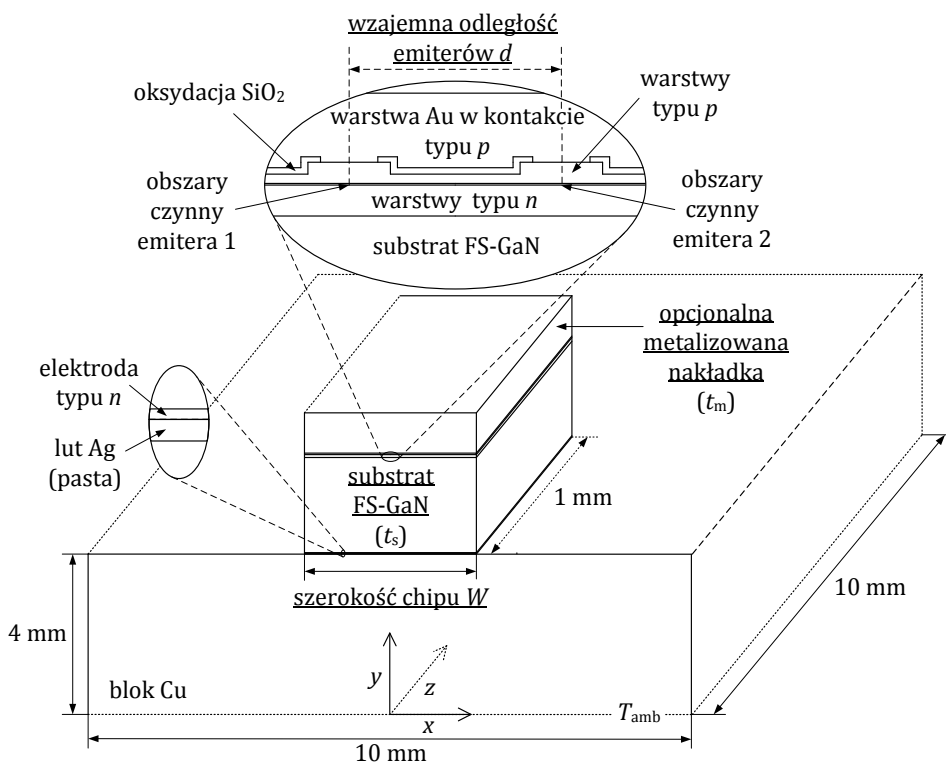 wzajemna odległość
emiterów d
oksydacja SiO₂
warstwy
typu p
warstwa Au w kontakcie
typu p
obszary
czynny
emitera 1
warstwy typu n
obszary
czynny
emitera 2
substrat FS-GaN
opcjonalna
metalizowana
nakładka
(tₘ)
elektroda
typu n
lut Ag
(pasta)
substrat
FS-GaN
(tₛ)
1 mm
szerokość chipu W
10 mm
4 mm
y
z
blok Cu
x
Tamb
10 mm